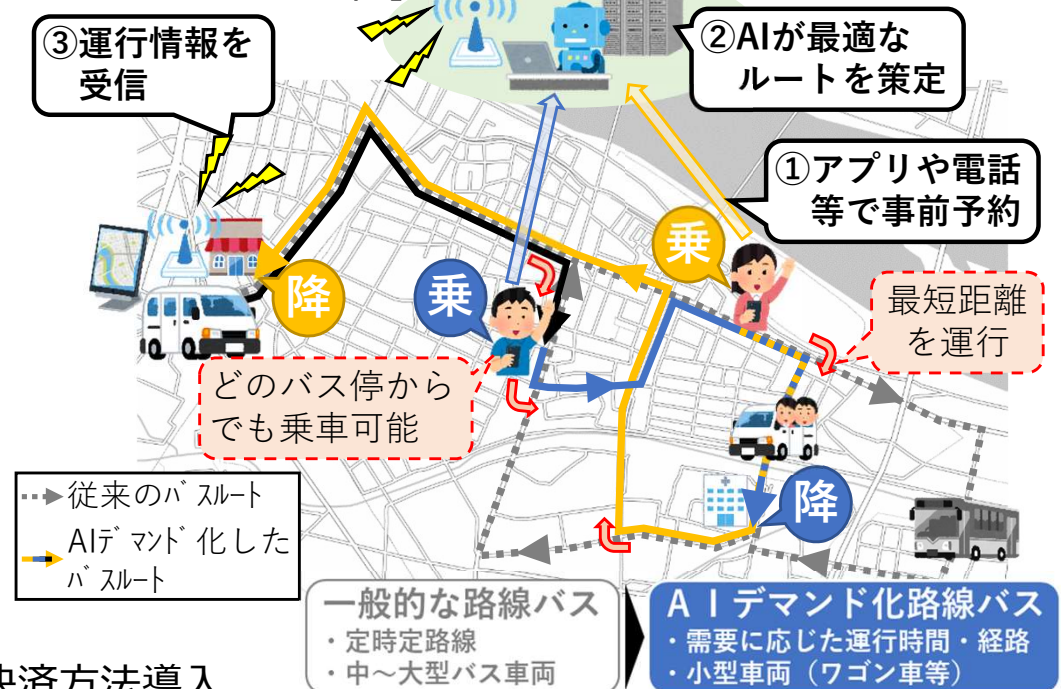 ③運行情報を
受信
②AIが最適な
ルートを策定
①アプリや電話
等で事前予約
乗
乗
降
最短距離
を運行
どのバス停から
でも乗車可能
降
従来のバスルート
AIデマンド化した
バスルート
一般的な路線バス
・定時定路線
・中～大型バス車両
ＡＩデマンド化路線バス
・需要に応じた運行時間・経路
・小型車両（ワゴン車等）
決済方法導入